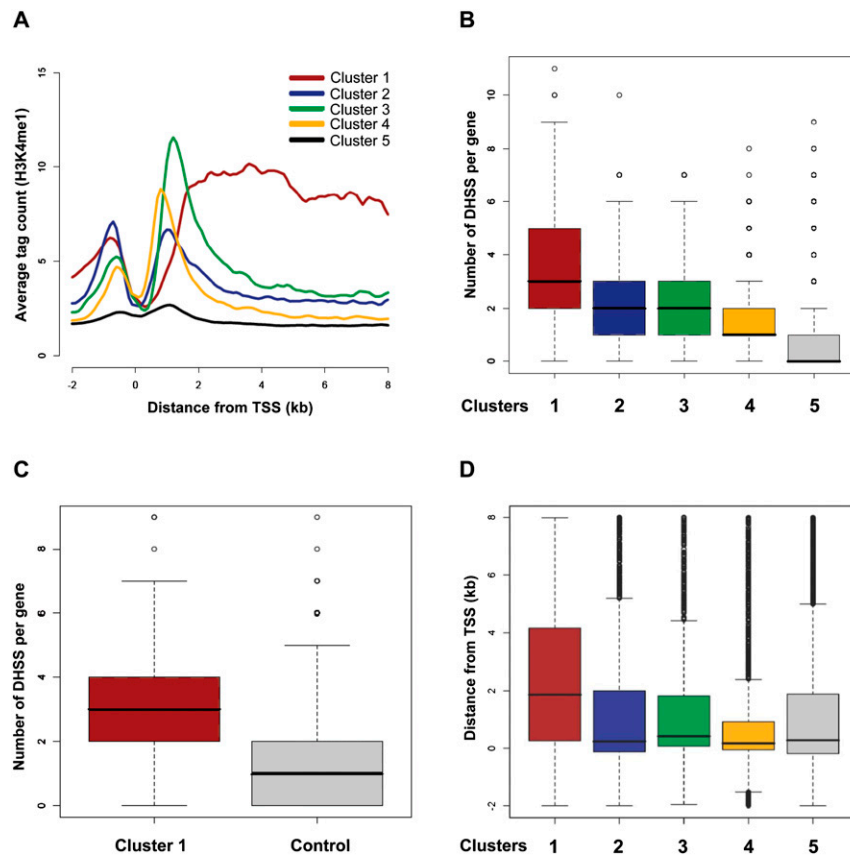 A
Average tag count (H3K4me1)
15
10
5
0
Cluster 1
Cluster 2
Cluster 3
Cluster 4
Cluster 5
-2 0 2 4 6 8
Distance from TSS (kb)
B
Number of DHSS per gene
10
8
6
4
2
0
Clusters 1 2 3 4 5
C
Number of DHSS per gene
8
6
4
2
0
Cluster 1 Control
D
Distance from TSS (kb)
8
6
4
2
0
-2
Clusters 1 2 3 4 5